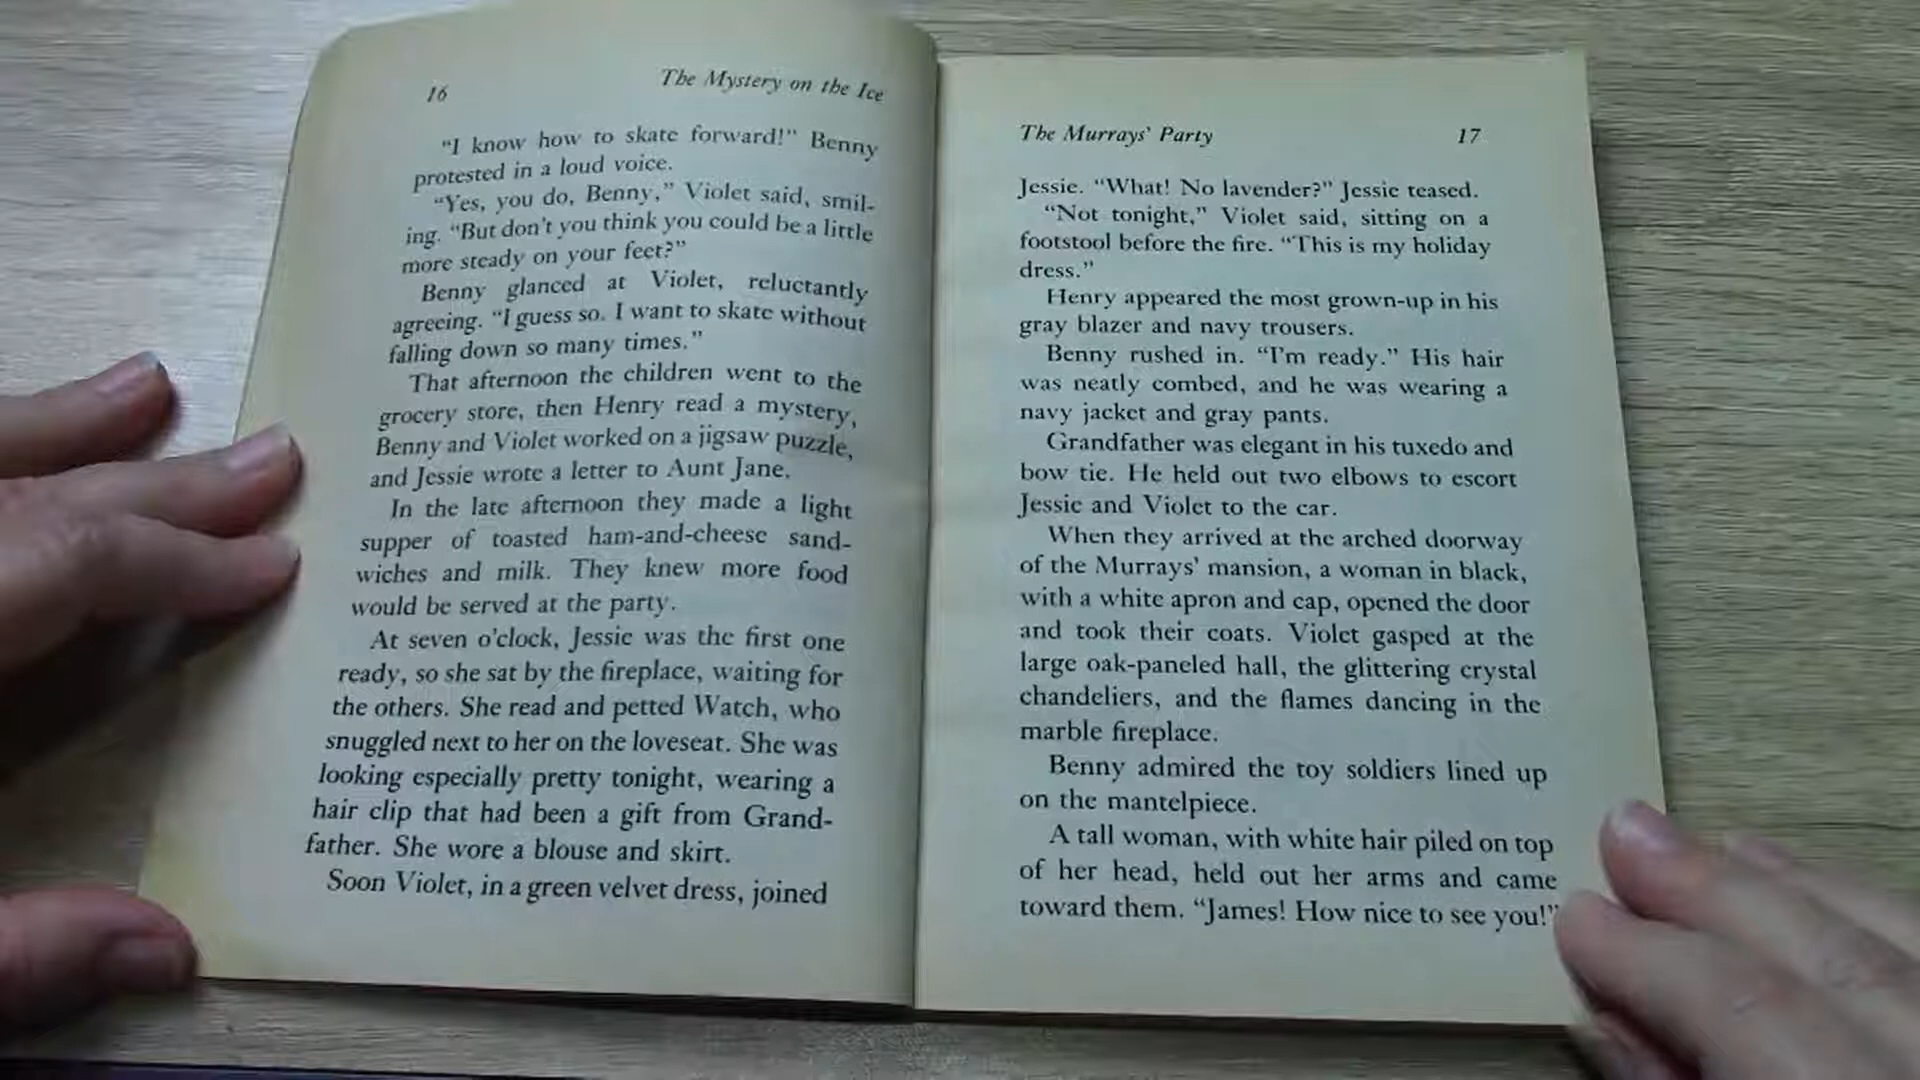 16
The Mystery on the Ice
"I know how to skate forward!" Benny
protested in a loud voice.
"Yes, you do, Benny," Violet said, smil-
ing. "But don't you think you could be a little
more steady on your feet?"
Benny glanced at Violet, reluctantly
agreeing. "I guess so. I want to skate without
falling down so many times."
That afternoon the children went to the
grocery store, then Henry read a mystery,
Benny and Violet worked on a jigsaw puzzle,
and Jessie wrote a letter to Aunt Jane.
In the late afternoon they made a light
supper of toasted ham-and-cheese sand-
wiches and milk. They knew more food
would be served at the party.
At seven o'clock, Jessie was the first one
ready, so she sat by the fireplace, waiting for
the others. She read and petted Watch, who
snuggled next to her on the loveseat. She was
looking especially pretty tonight, wearing a
hair clip that had been a gift from Grand-
father. She wore a blouse and skirt.
Soon Violet, in a green velvet dress, joined
The Murrays' Party
17
Jessie. "What! No lavender?" Jessie teased.
"Not tonight," Violet said, sitting on a
footstool before the fire. "This is my holiday
dress."
Henry appeared the most grown-up in his
gray blazer and navy trousers.
Benny rushed in. "I'm ready." His hair
was neatly combed, and he was wearing a
navy jacket and gray pants.
Grandfather was elegant in his tuxedo and
bow tie. He held out two elbows to escort
Jessie and Violet to the car.
When they arrived at the arched doorway
of the Murrays' mansion, a woman in black,
with a white apron and cap, opened the door
and took their coats. Violet gasped at the
large oak-paneled hall, the glittering crystal
chandeliers, and the flames dancing in the
marble fireplace.
Benny admired the toy soldiers lined up
on the mantelpiece.
A tall woman, with white hair piled on top
of her head, held out her arms and came
toward them. "James! How nice to see you!"